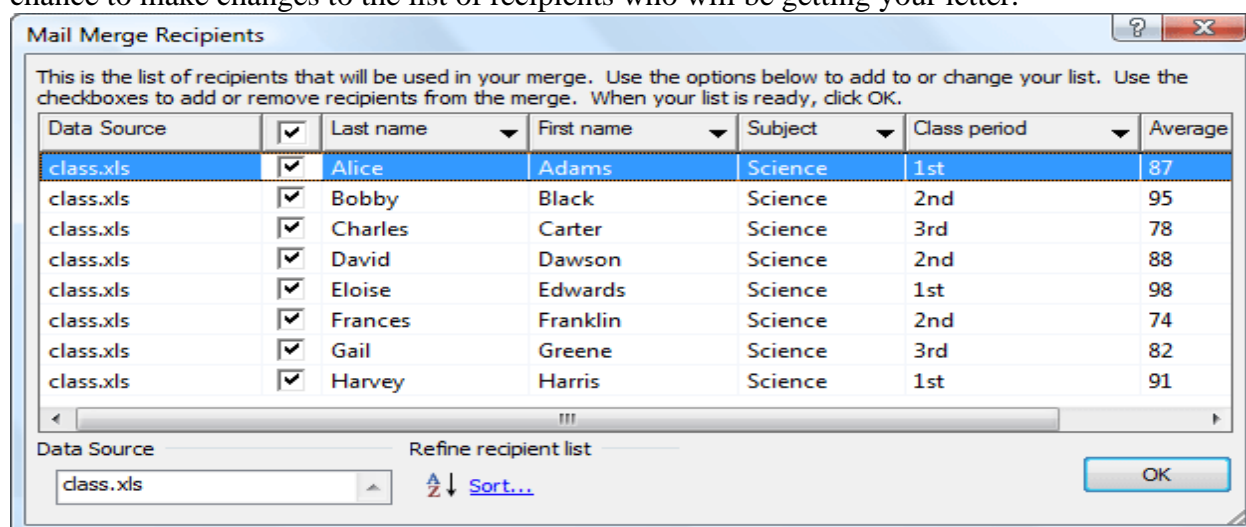 chance to make changes to the list of recipients who will be getting your letter.
Mail Merge Recipients
This is the list of recipients that will be used in your merge. Use the options below to add to or change your list. Use the
checkboxes to add or remove recipients from the merge. When your list is ready, click OK.
Data Source Last name First name Subject Class period Average
class.xls Alice Adams Science 1st 87
class.xls Bobby Black Science 2nd 95
class.xls Charles Carter Science 3rd 78
class.xls David Dawson Science 2nd 88
class.xls Eloise Edwards Science 1st 98
class.xls Frances Franklin Science 2nd 74
class.xls Gail Greene Science 3rd 82
class.xls Harvey Harris Science 1st 91
Data Source Refine recipient list
class.xls Sort... OK